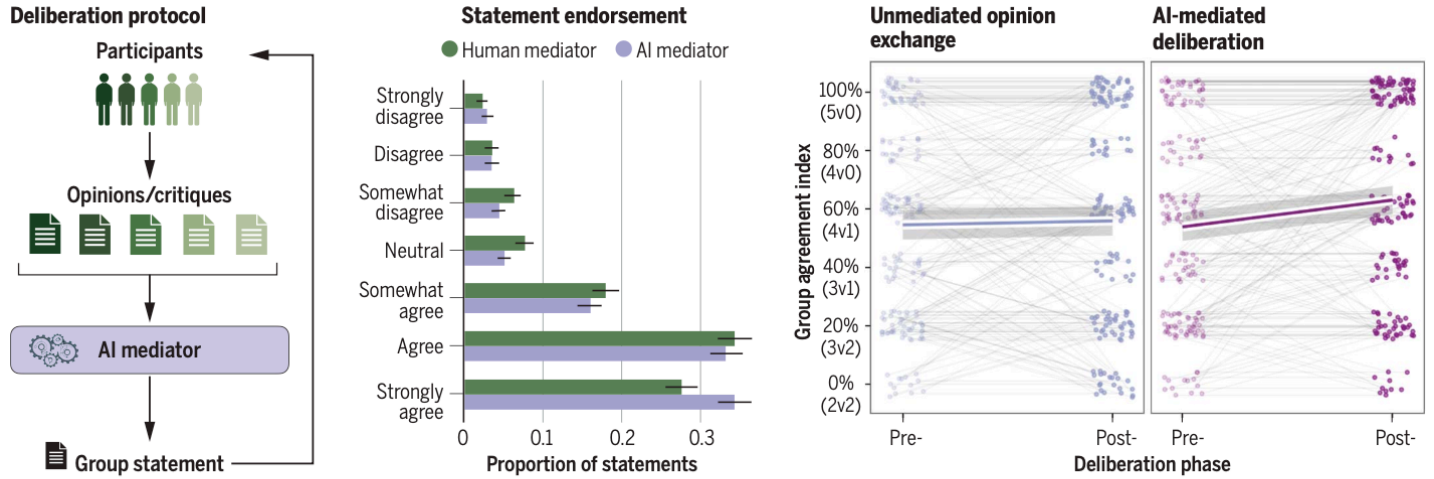 Deliberation protocol
Participants
Opinions/critiques
AI mediator
Group statement
Statement endorsement
Human mediator
AI mediator
Strongly
disagree
Disagree
Somewhat
disagree
Neutral
Somewhat
agree
Agree
Strongly
agree
0
0.1
0.2
0.3
Proportion of statements
Unmediated opinion
exchange
AI-mediated
deliberation
Group agreement index
100%
(5v0)
80%
(4v0)
60%
(4v1)
40%
(3v1)
20%
(3v2)
0%
(2v2)
Pre-
Post-
Pre-
Post-
Deliberation phase